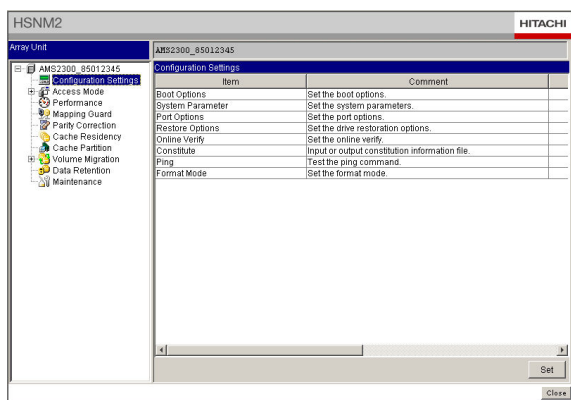 HSNM2
HITACHI
Array Unit
AMS2300_85012345
AMS2300_85012345
Configuration Settings
Access Mode
Performance
Mapping Guard
Parity Correction
Cache Residency
Cache Partition
Volume Migration
Data Retention
Maintenance
Configuration Settings
Item Comment
Boot Options Set the boot options.
System Parameter Set the system parameters.
Port Options Set the port options.
Restore Options Set the drive restoration options.
Online Verify Set the online verify.
Constitute Input or output constitution information file.
Ping Test the ping command.
Format Mode Set the format mode.
Set
Close